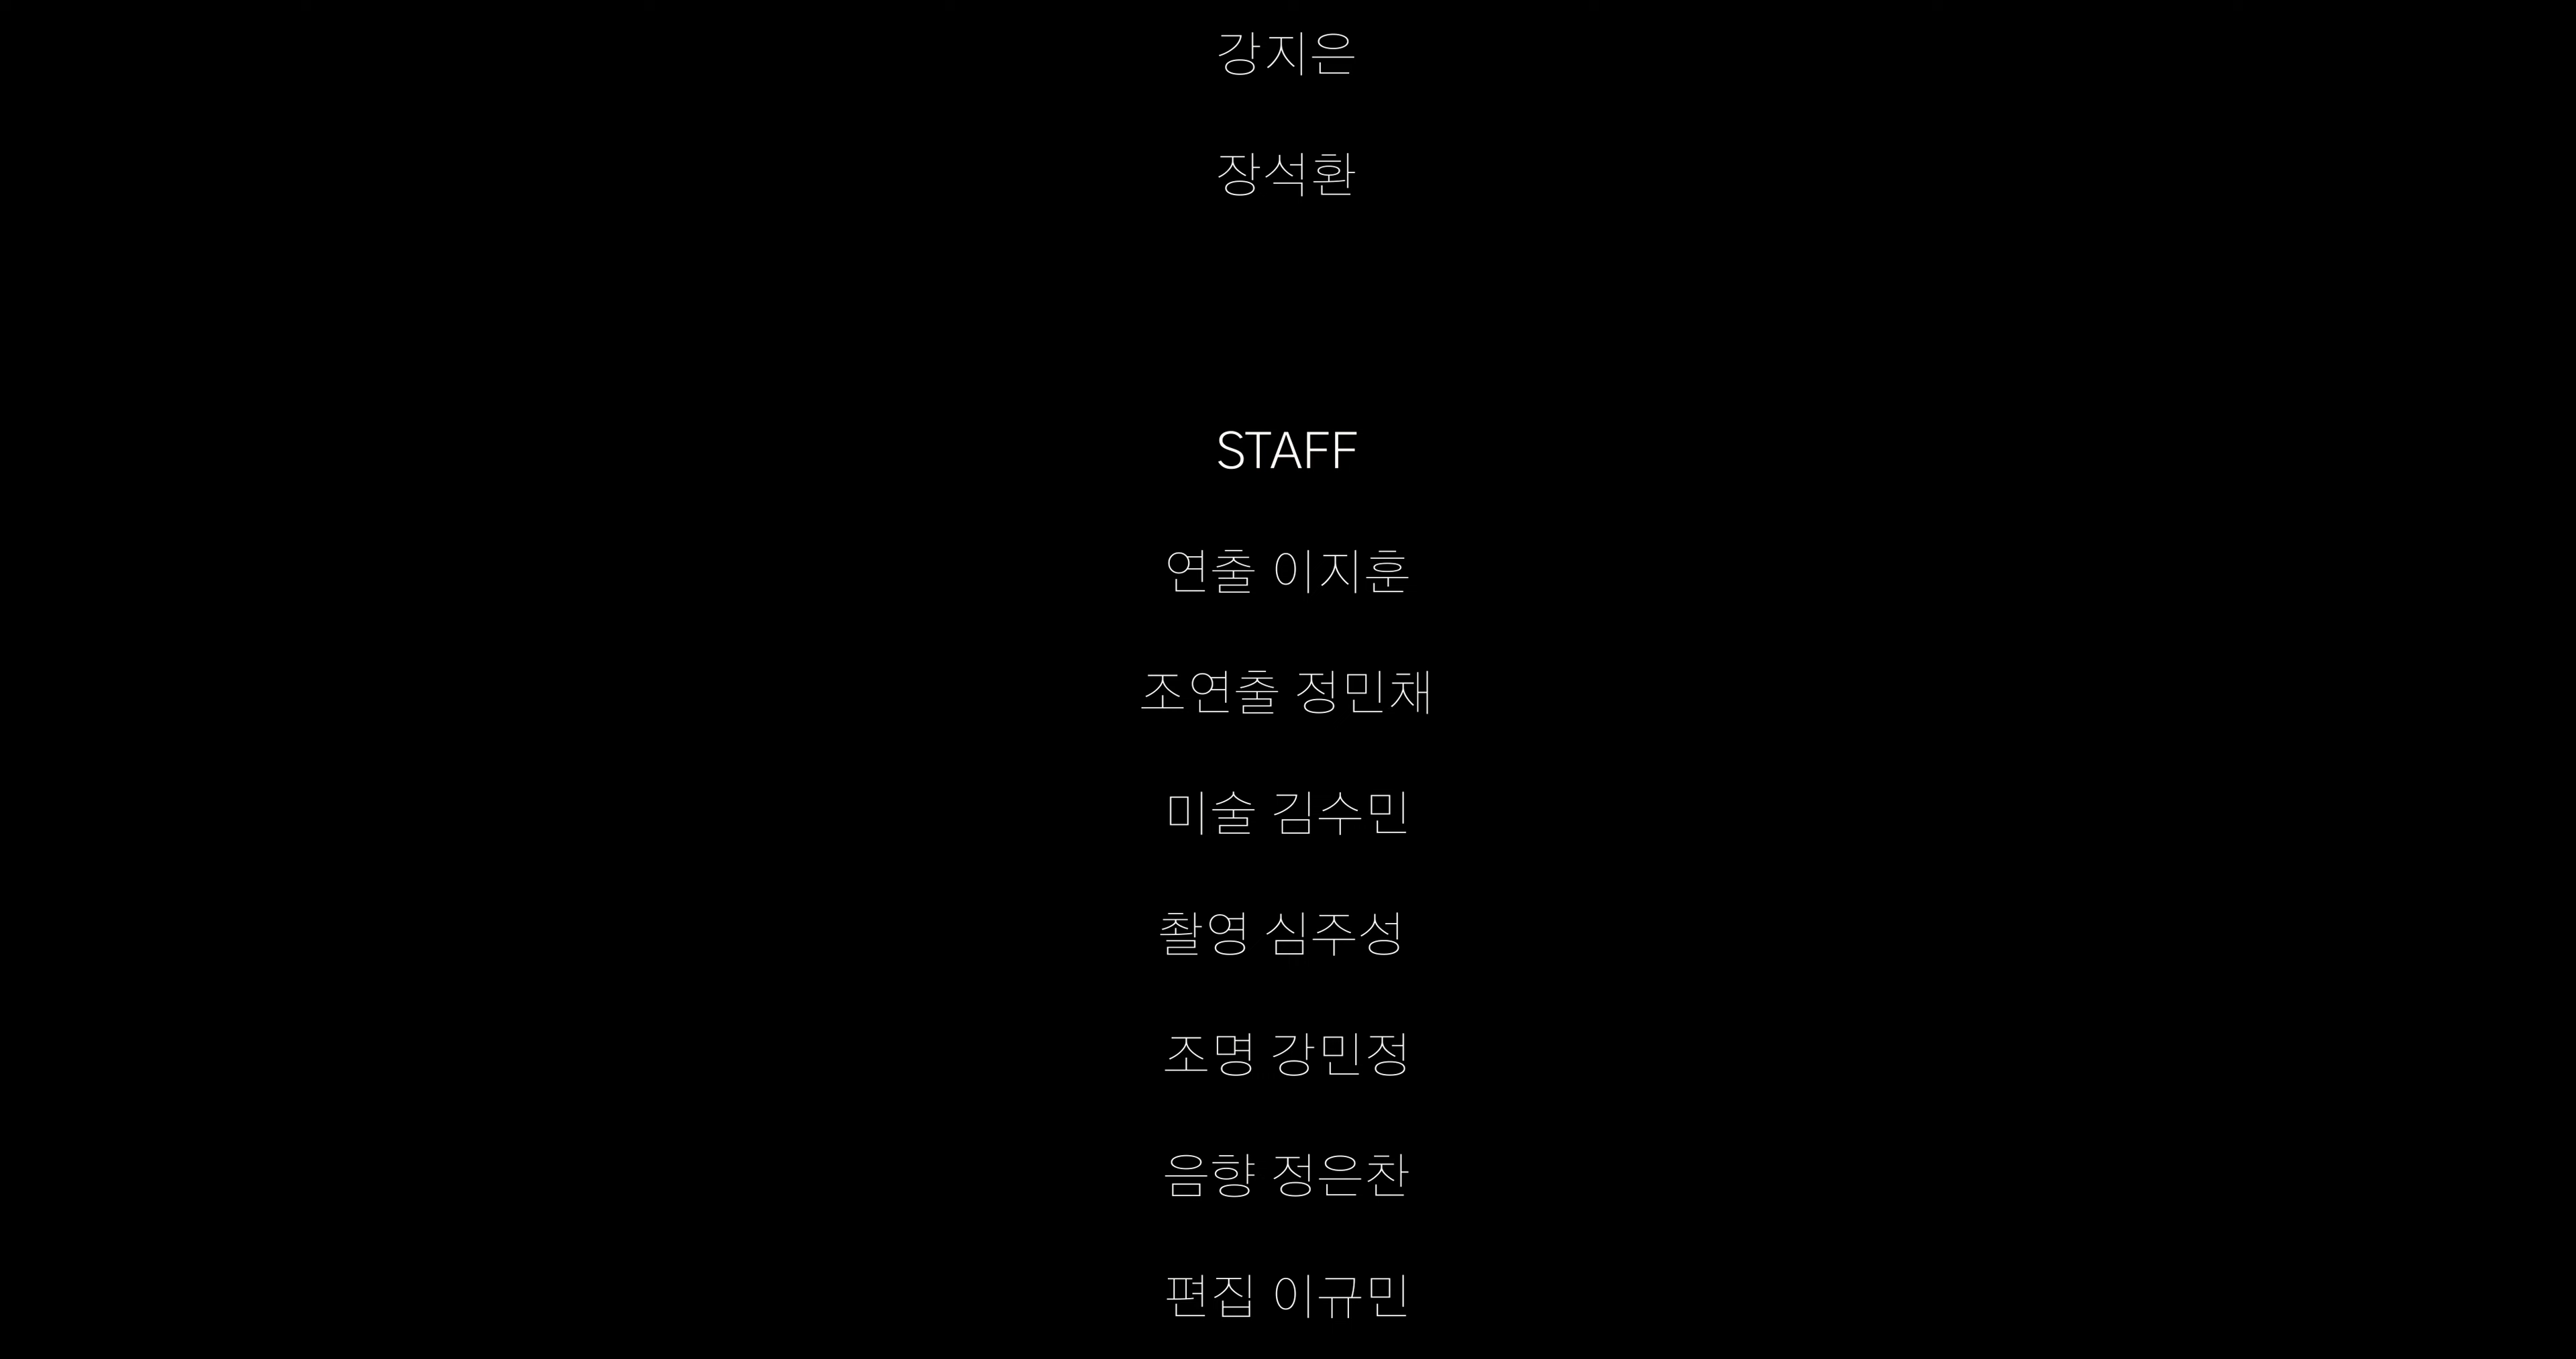 강지은
장석환
STAFF
연출 이지훈
조연출 정민채
미술 김수민
촬영 심주성
조명 강민정
음향 정은찬
편집 이규민